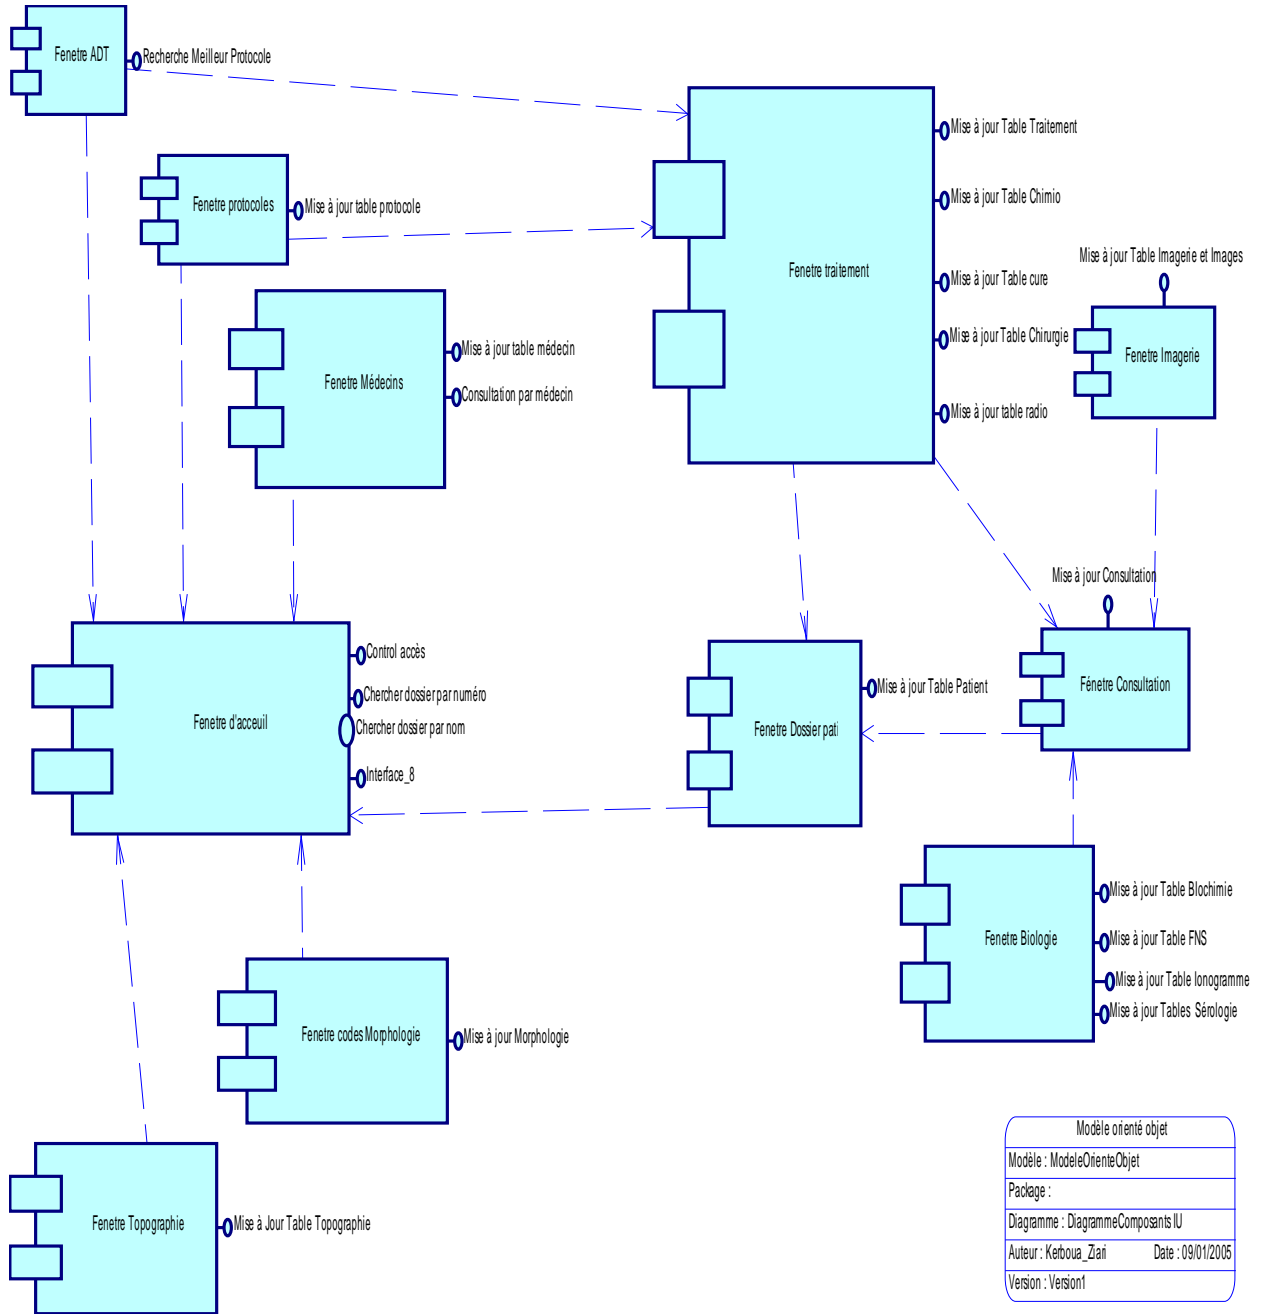 Fenetre ADT
Recherche Meilleur Protocole
Fenetre protocoles
Mise à jour table protocole
Fenetre Médecins
Mise à jour table médecin
Consultation par médecin
Fenetre traitement
Mise à jour Table Traitement
Mise à jour Table Chimio
Mise à jour Table cure
Mise à jour Table Chirurgie
Mise à jour table radio
Mise à jour Table Imagerie et Images
Fenetre Imagerie
Fenetre d'acceuil
Control accès
Chercher dossier par numéro
Chercher dossier par nom
Interface_8
Fenetre Dossier pati
Mise à jour Table Patient
Mise à jour Consultation
Fénetre Consultation
Fenetre Biologie
Mise à jour Table BIochimie
Mise à jour Table FNS
Mise à jour Table Ionogramme
Mise à jour Tables Sérologie
Fenetre codes Morphologie
Mise à jour Morphologie
Fenetre Topographie
Mise à Jour Table Topographie
Modèle orienté objet
Modèle : ModeleOrienteObjet
Package :
Diagramme : DiagrammeComposants IU
Auteur : Kerboua_Ziari Date : 09/01/2005
Version : Version1